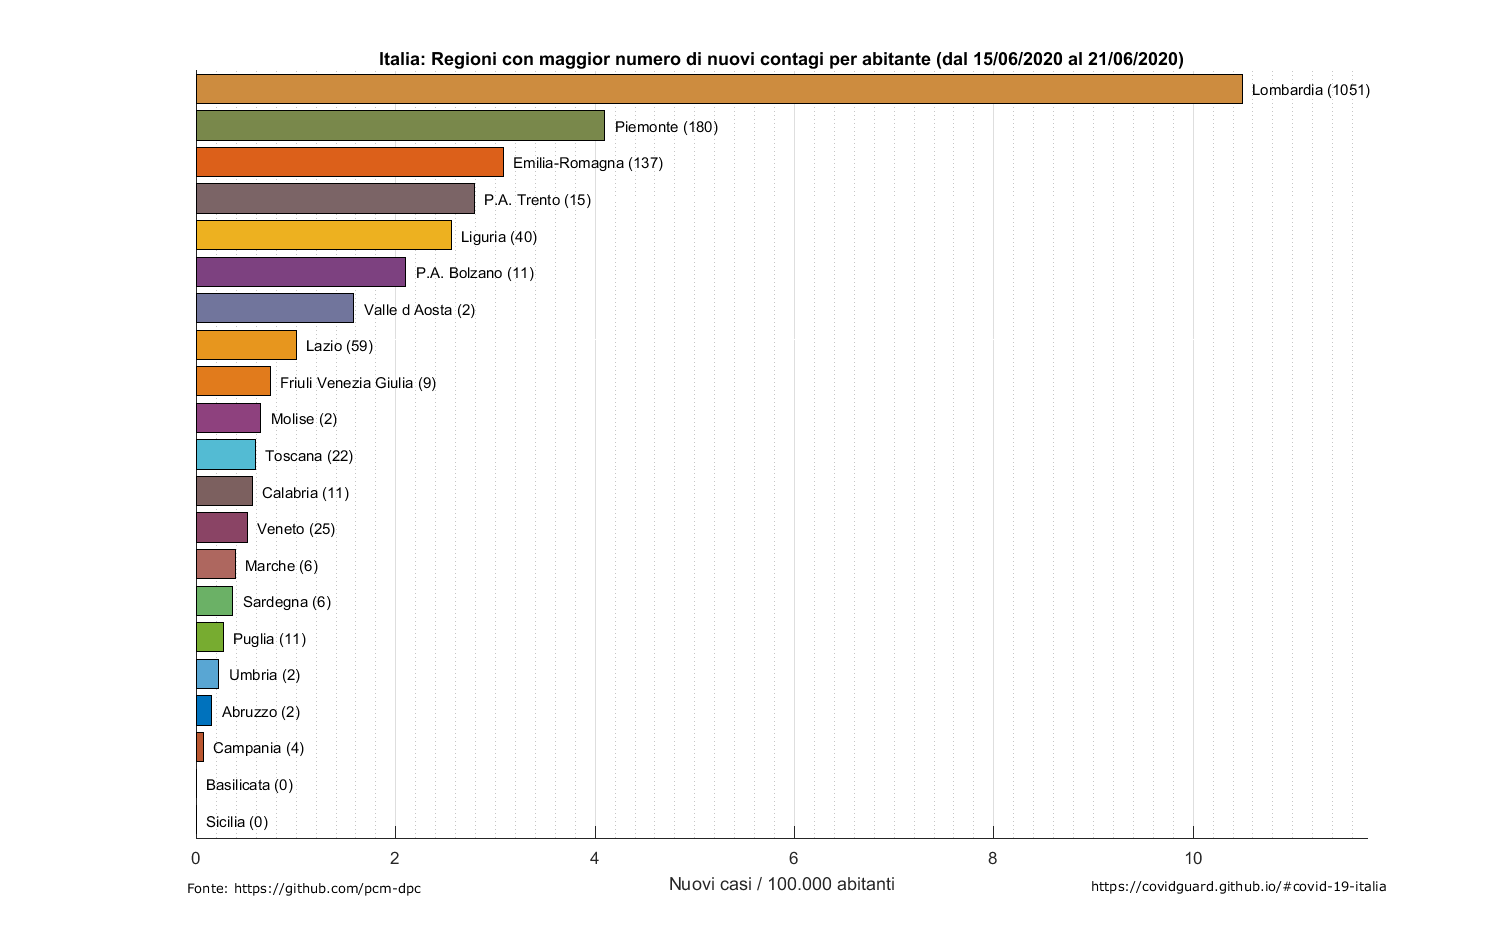 Italia: Regioni con maggior numero di nuovi contagi per abitante (dal 15/06/2020 al 21/06/2020)
Lombardia (1051)
Piemonte (180)
Emilia-Romagna (137)
P.A. Trento (15)
Liguria (40)
P.A. Bolzano (11)
Valle d Aosta (2)
Lazio (59)
Friuli Venezia Giulia (9)
Molise (2)
Toscana (22)
Calabria (11)
Veneto (25)
Marche (6)
Sardegna (6)
Puglia (11)
Umbria (2)
Abruzzo (2)
Campania (4)
Basilicata (0)
Sicilia (0)
0 2 4 6 8 10
Nuovi casi / 100.000 abitanti
Fonte: https://github.com/pcm-dpc
https://covidguard.github.io/#covid-19-italia